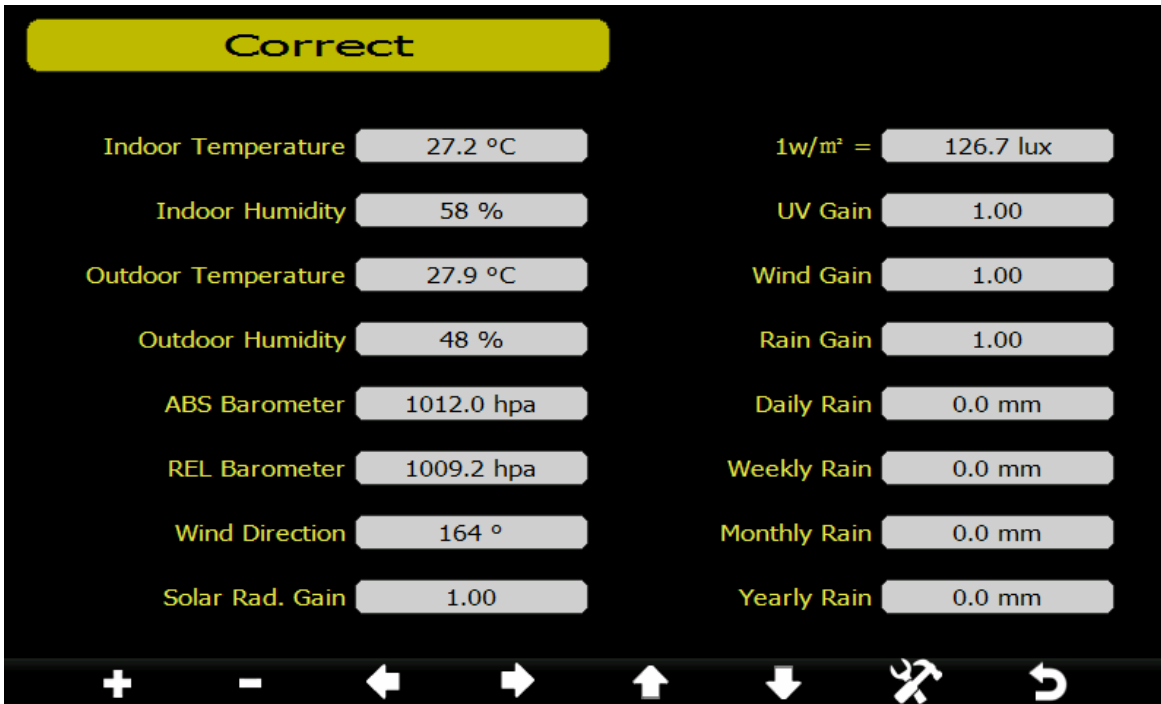 Correct
Indoor Temperature 27.2 °C
Indoor Humidity 58 %
Outdoor Temperature 27.9 °C
Outdoor Humidity 48 %
ABS Barometer 1012.0 hpa
REL Barometer 1009.2 hpa
Wind Direction 164 °
Solar Rad. Gain 1.00
1w/m² = 126.7 lux
UV Gain 1.00
Wind Gain 1.00
Rain Gain 1.00
Daily Rain 0.0 mm
Weekly Rain 0.0 mm
Monthly Rain 0.0 mm
Yearly Rain 0.0 mm